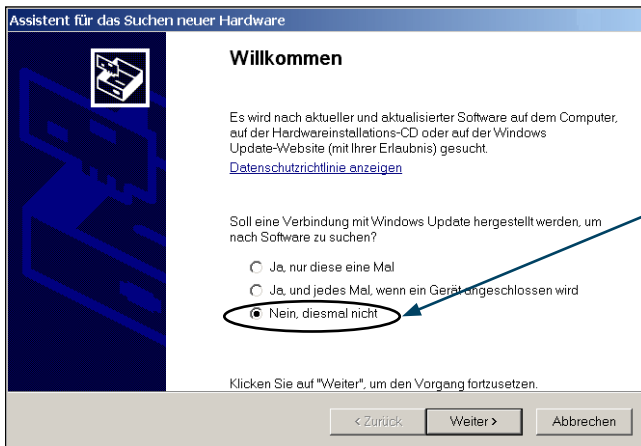 Assistent für das Suchen neuer Hardware
Willkommen
Es wird nach aktueller und aktualisierter Software auf dem Computer,
auf der Hardwareinstallations-CD oder auf der Windows
Update-Website (mit Ihrer Erlaubnis) gesucht.
Datenschutzrichtlinie anzeigen
Soll eine Verbindung mit Windows Update hergestellt werden, um
nach Software zu suchen?
Ja, nur diese eine Mal
Ja, und jedes Mal, wenn ein Gerät angeschlossen wird
Nein, diesmal nicht
Klicken Sie auf "Weiter", um den Vorgang fortzusetzen.
< Zurück
Weiter >
Abbrechen